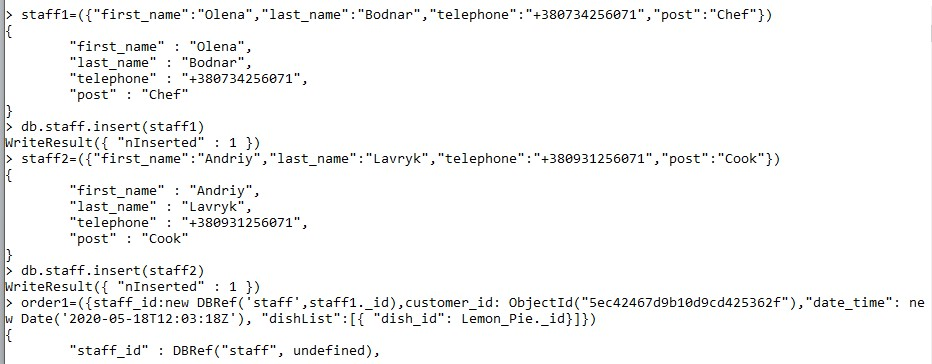 > staff1=({"first_name":"Olena","last_name":"Bodnar","telephone":"+380734256071","post":"Chef"})
{
        "first_name" : "Olena",
        "last_name" : "Bodnar",
        "telephone" : "+380734256071",
        "post" : "Chef"
}
> db.staff.insert(staff1)
WriteResult({ "nInserted" : 1 })
> staff2=({"first_name":"Andriy","last_name":"Lavryk","telephone":"+380931256071","post":"Cook"})
{
        "first_name" : "Andriy",
        "last_name" : "Lavryk",
        "telephone" : "+380931256071",
        "post" : "Cook"
}
> db.staff.insert(staff2)
WriteResult({ "nInserted" : 1 })
> order1=({staff_id:new DBRef('staff',staff1._id),customer_id: ObjectId("5ec42467d9b10d9cd425362f"),"date_time": ne
w Date('2020-05-18T12:03:18Z'), "dishList":[{ "dish_id": Lemon_Pie._id}]})
{
        "staff_id" : DBRef("staff", undefined),